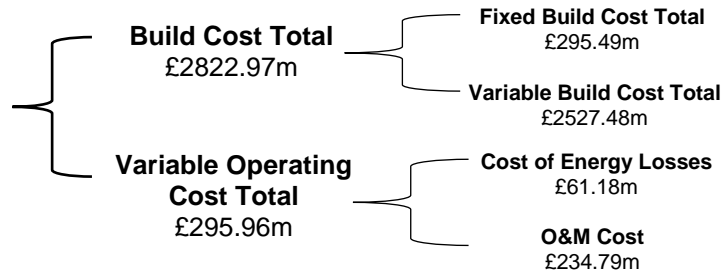 Build Cost Total
£2822.97m
Fixed Build Cost Total
£295.49m
Variable Build Cost Total
£2527.48m
Variable Operating
Cost Total
£295.96m
Cost of Energy Losses
£61.18m
O&M Cost
£234.79m